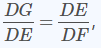 DG/DE = DE/DF,